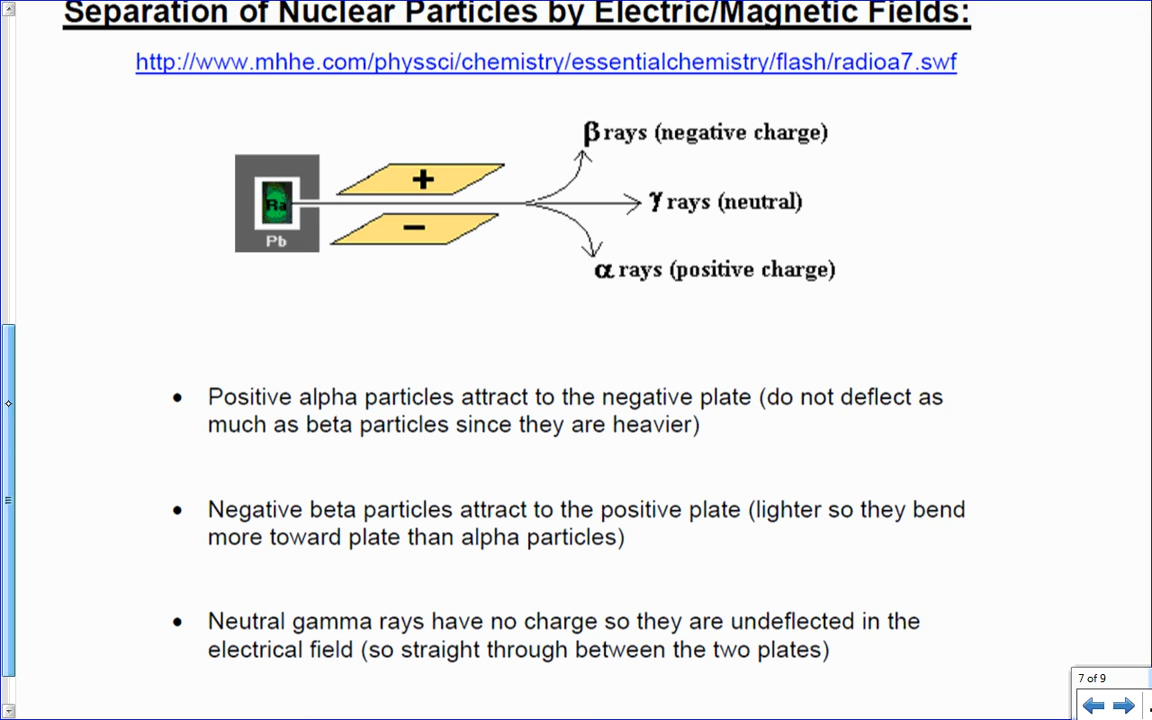 Separation of Nuclear Particles by Electric/Magnetic Fields:
http://www.mhhe.com/physsci/chemistry/essentialchemistry/flash/radioa7.swf
β rays (negative charge)
+
Ra
γ rays (neutral)
−
Pb
α rays (positive charge)
• Positive alpha particles attract to the negative plate (do not deflect as
much as beta particles since they are heavier)
• Negative beta particles attract to the positive plate (lighter so they bend
more toward plate than alpha particles)
• Neutral gamma rays have no charge so they are undeflected in the
electrical field (so straight through between the two plates)
7 of 9